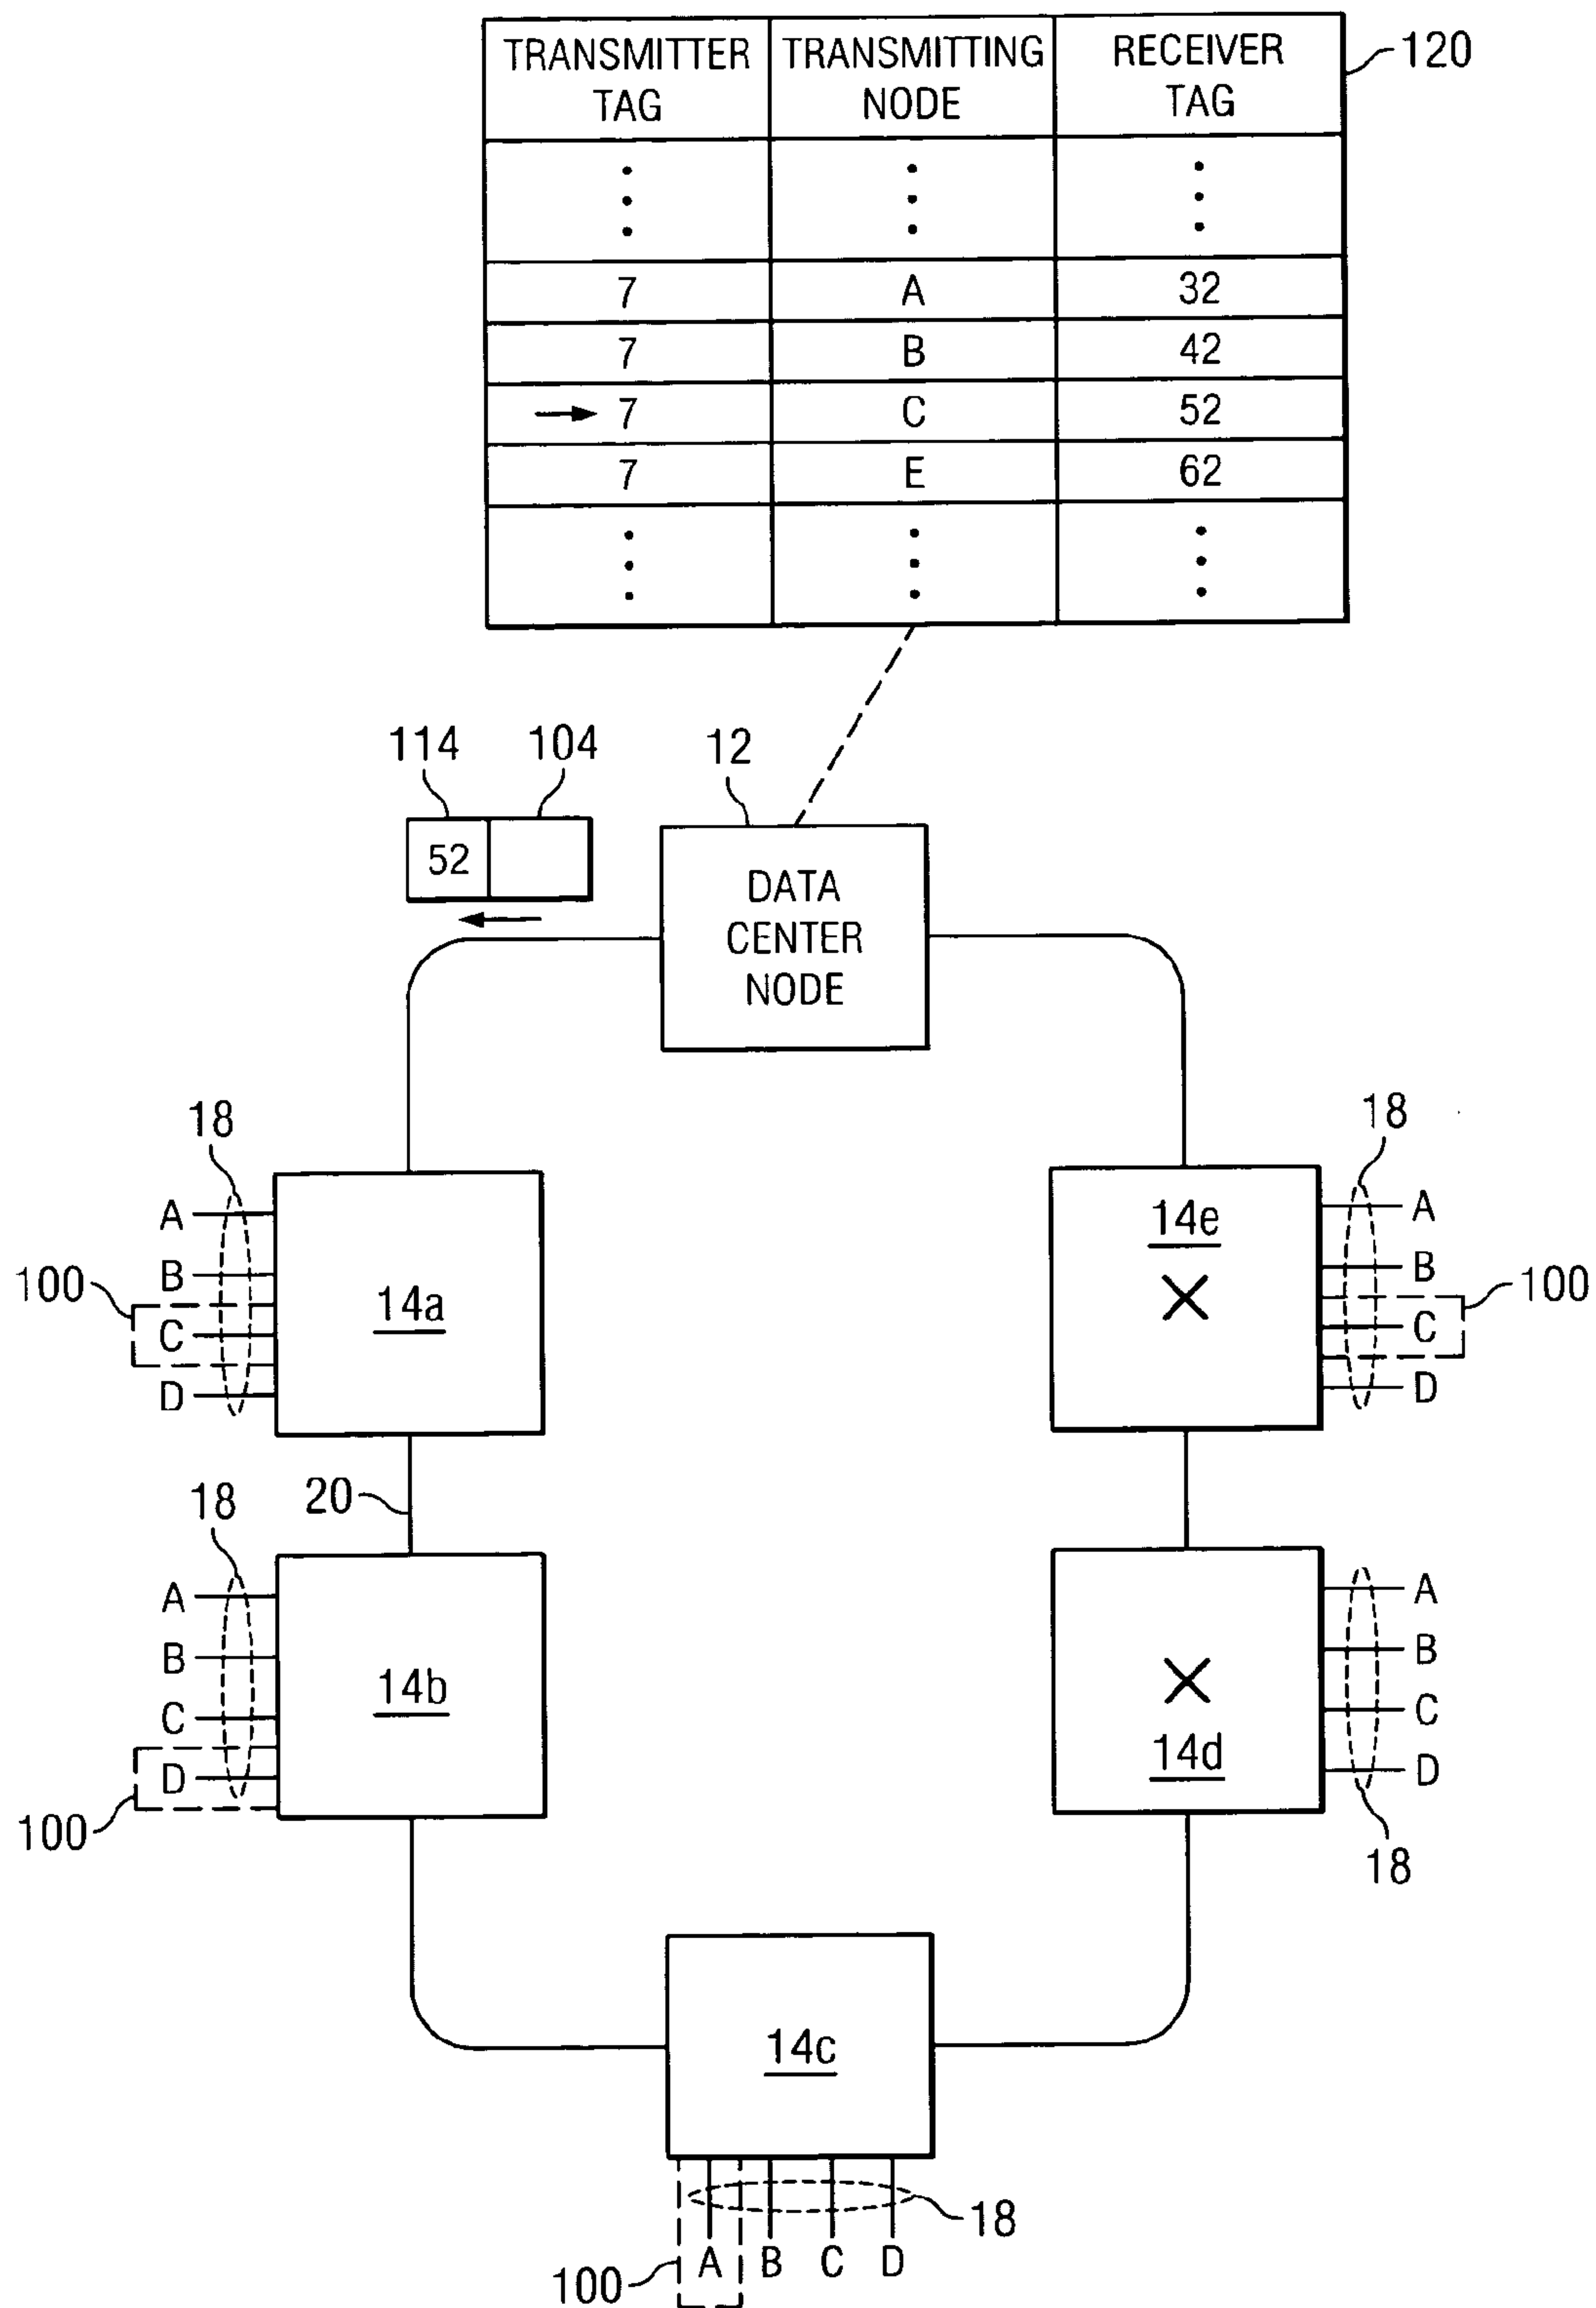 TRANSMITTER TAG TRANSMITTING NODE RECEIVER TAG
120
7 A 32
7 B 42
→ 7 C 52
7 E 62
114 104 12
52
DATA
CENTER
NODE
18
A
B
100
C
D
14a
18
14e
A
B
100
C
D
20
18
A
B
C
D
100
14b
A
B
C
D
14d
18
14c
18
100
A B C D